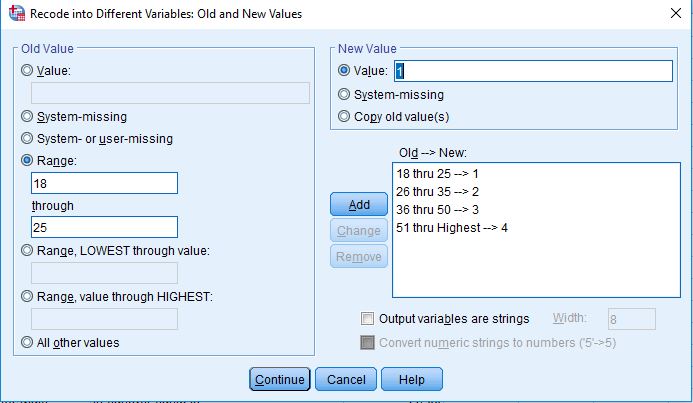 Recode into Different Variables: Old and New Values
Old Value
Value:
System-missing
System- or user-missing
Range:
18
through
25
Range, LOWEST through value:
Range, value through HIGHEST:
All other values
New Value
Value:
1
System-missing
Copy old value(s)
Old --> New:
18 thru 25 --> 1
26 thru 35 --> 2
36 thru 50 --> 3
51 thru Highest --> 4
Add
Change
Remove
Output variables are strings
Width:
8
Convert numeric strings to numbers ('5'->5)
Continue
Cancel
Help